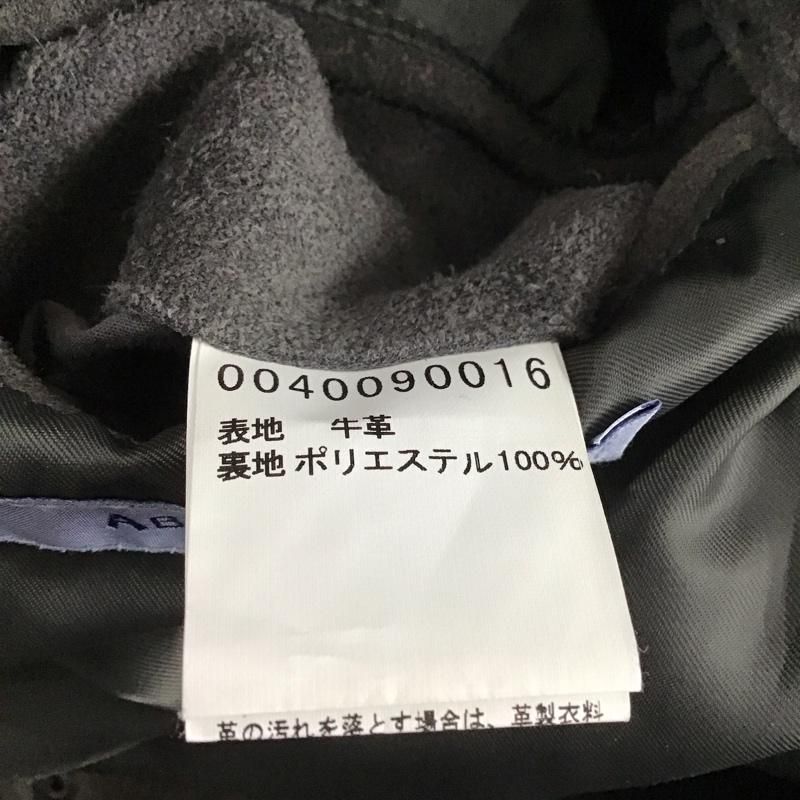 0040090016
表地 牛革
裏地 ポリエステル100%
AB
革の汚れを落とす場合は、革製衣料